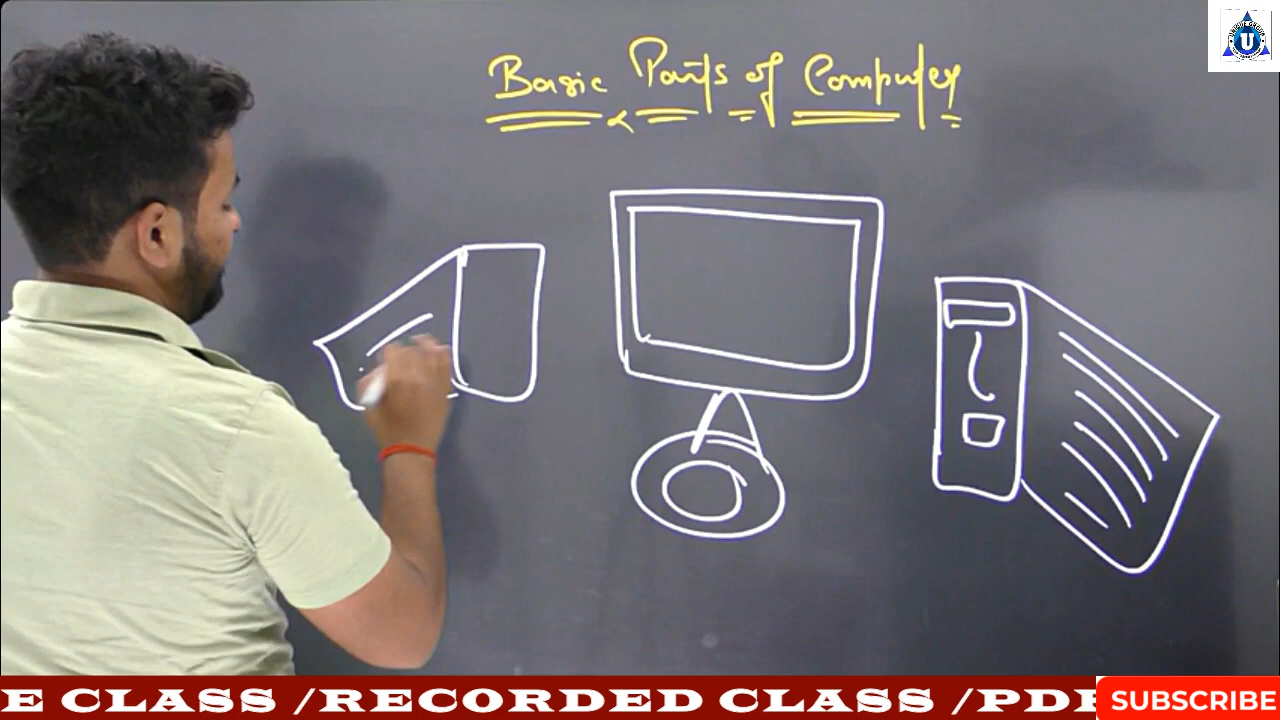 Basic Parts of Computer
U
E CLASS /RECORDED CLASS /PDF
SUBSCRIBE